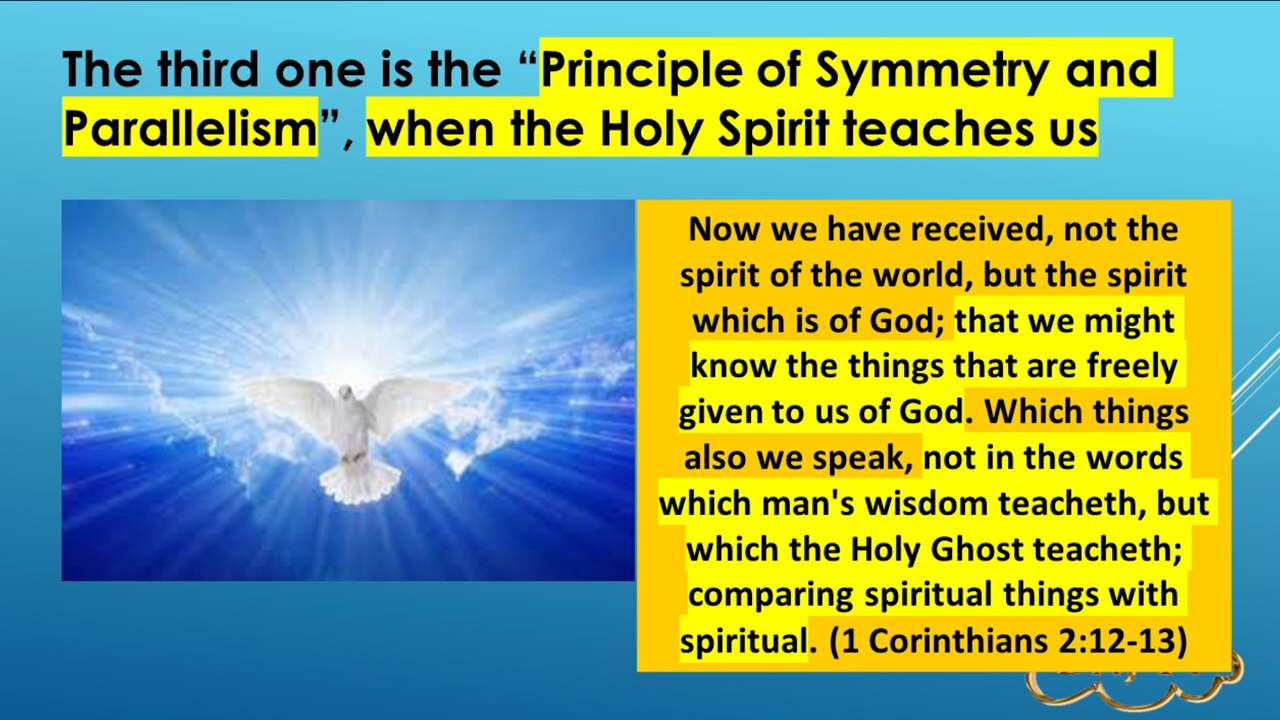 The third one is the “Principle of Symmetry and
Parallelism”, when the Holy Spirit teaches us
Now we have received, not the
spirit of the world, but the spirit
which is of God; that we might
know the things that are freely
given to us of God. Which things
also we speak, not in the words
which man's wisdom teacheth, but
which the Holy Ghost teacheth;
comparing spiritual things with
spiritual. (1 Corinthians 2:12-13)